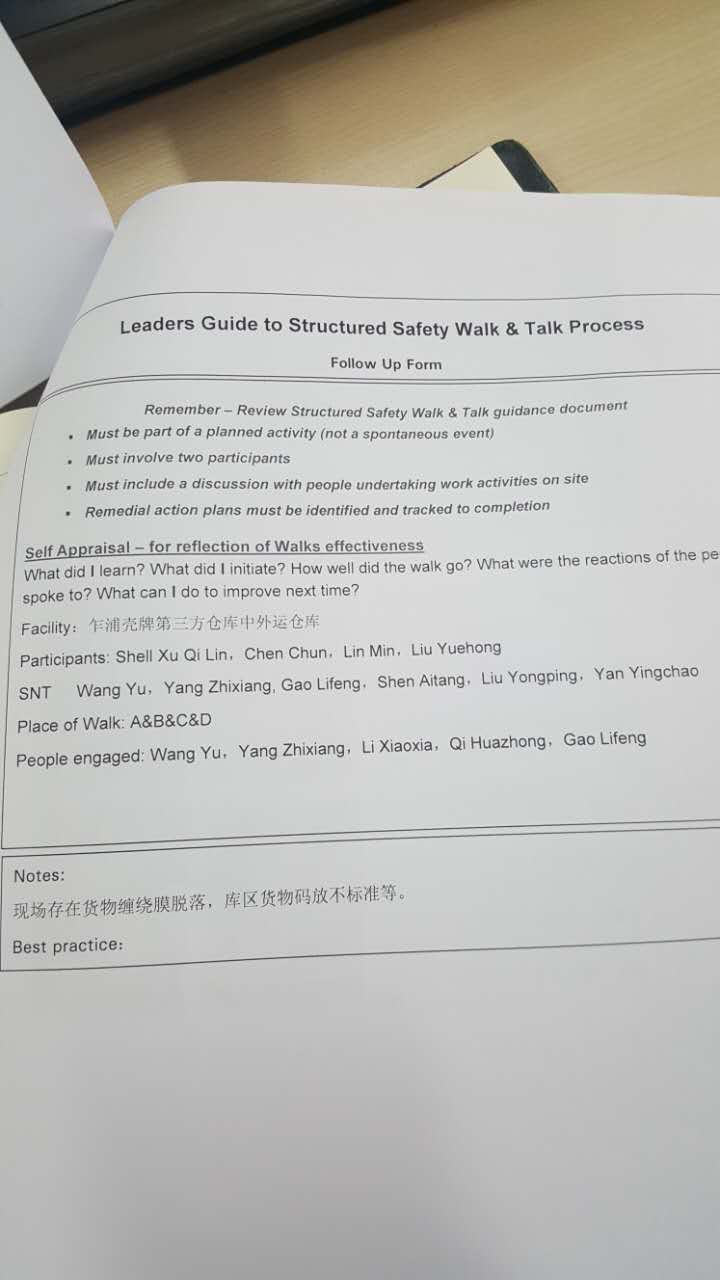 Leaders Guide to Structured Safety Walk & Talk Process
Follow Up Form
Remember – Review Structured Safety Walk & Talk guidance document
• Must be part of a planned activity (not a spontaneous event)
• Must involve two participants
• Must include a discussion with people undertaking work activities on site
• Remedial action plans must be identified and tracked to completion
Self Appraisal – for reflection of Walks effectiveness
What did I learn? What did I initiate? How well did the walk go? What were the reactions of the pe
spoke to? What can I do to improve next time?
Facility: 乍浦壳牌第三方仓库中外运仓库
Participants: Shell Xu Qi Lin, Chen Chun, Lin Min, Liu Yuehong
SNT Wang Yu, Yang Zhixiang, Gao Lifeng, Shen Aitang, Liu Yongping, Yan Yingchao
Place of Walk: A&B&C&D
People engaged: Wang Yu, Yang Zhixiang, Li Xiaoxia, Qi Huazhong, Gao Lifeng
Notes:
现场存在货物缠绕膜脱落，库区货物码放不标准等。
Best practice: